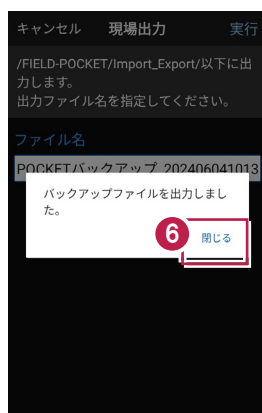 キャンセル 現場出力 実行
/FIELD-POCKET/Import_Export/以下に出
力します。
出力ファイル名を指定してください。
ファイル名
POCKETバックアップ_202406041013
バックアップファイルを出力しまし
た。
6 閉じる